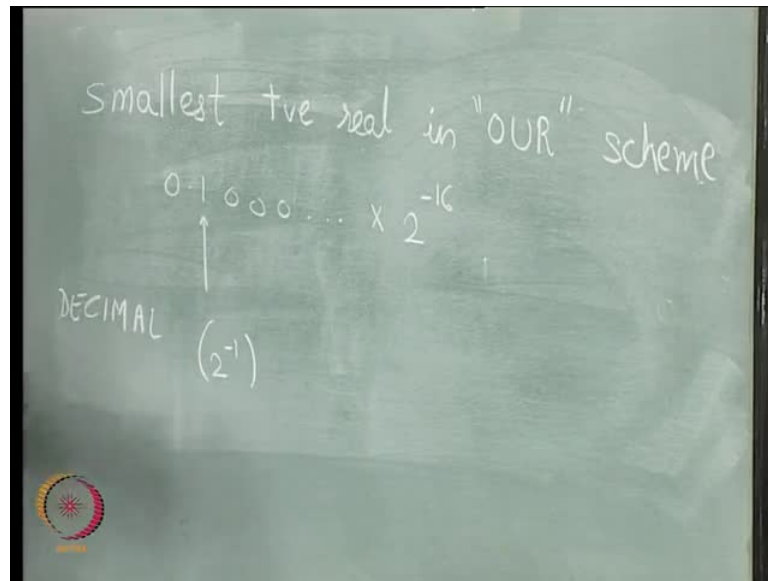 smallest +ve real in "OUR" scheme
0.1000... x 2^-16
DECIMAL (2^-1)